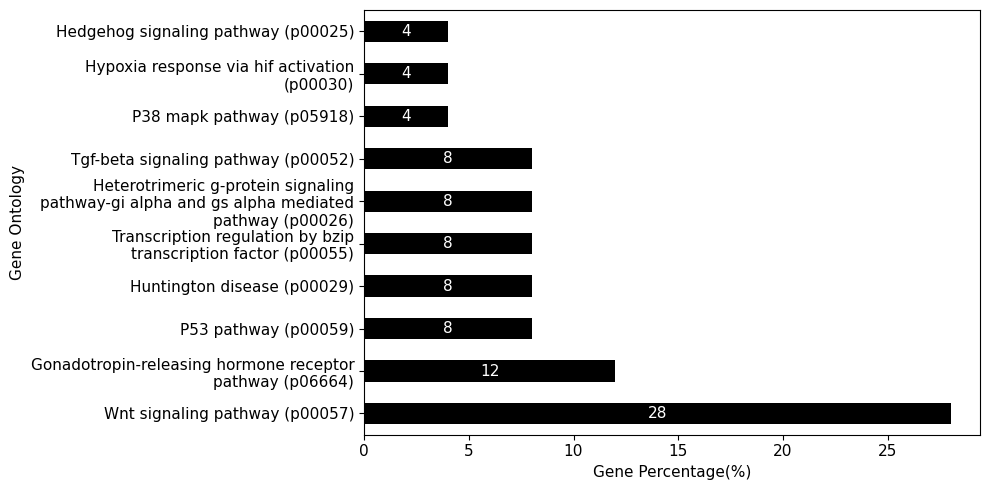 Hedgehog signaling pathway (p00025)
4
Hypoxia response via hif activation
(p00030)
4
P38 mapk pathway (p05918)
4
Tgf-beta signaling pathway (p00052)
8
Heterotrimeric g-protein signaling
pathway-gi alpha and gs alpha mediated
pathway (p00026)
8
Transcription regulation by bzip
transcription factor (p00055)
8
Huntington disease (p00029)
8
P53 pathway (p00059)
8
Gonadotropin-releasing hormone receptor
pathway (p06664)
12
Wnt signaling pathway (p00057)
28
Gene Ontology
0 5 10 15 20 25
Gene Percentage(%)